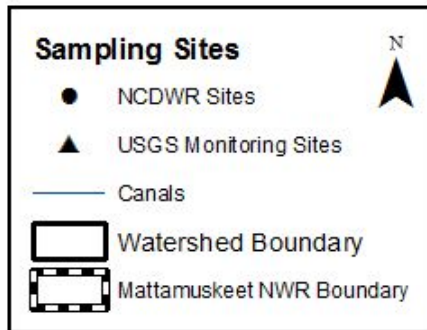 Sampling Sites
N
NCDWR Sites
USGS Monitoring Sites
Canals
Watershed Boundary
Mattamuskeet NWR Boundary